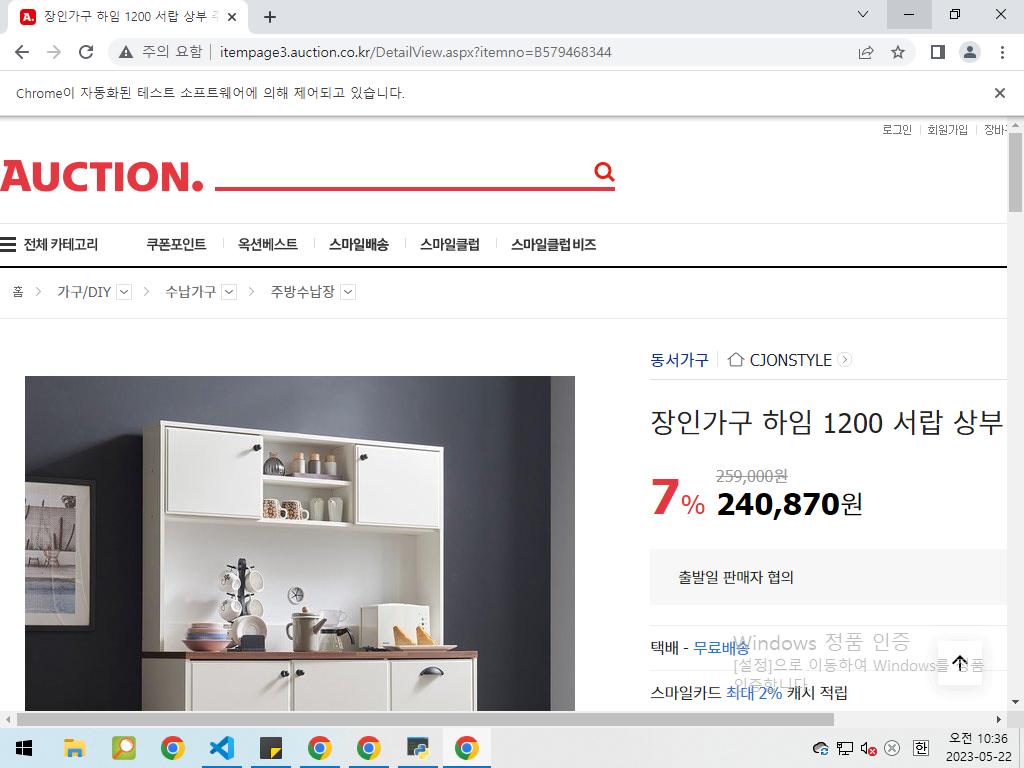 장인가구 하임 1200 서랍 상부
주의 요함
itempage3.auction.co.kr/DetailView.aspx?itemno=B579468344
Chrome이 자동화된 테스트 소프트웨어에 의해 제어되고 있습니다.
로그인 회원가입 장바
AUCTION.
전체 카테고리 쿠폰포인트 옥션베스트 스마일배송 스마일클럽 스마일클럽 비즈
홈 가구/DIY 수납가구 주방수납장
동서가구 CJONSTYLE
장인가구 하임 1200 서랍 상부
259,000원
7% 240,870원
출발일 판매자 협의
택배 - 무료배송
Windows 정품 인증
[설정]으로 이동하여 Windows를 정품
인증합니다.
스마일카드 최대 2% 캐시 적립
한
오전 10:36
2023-05-22